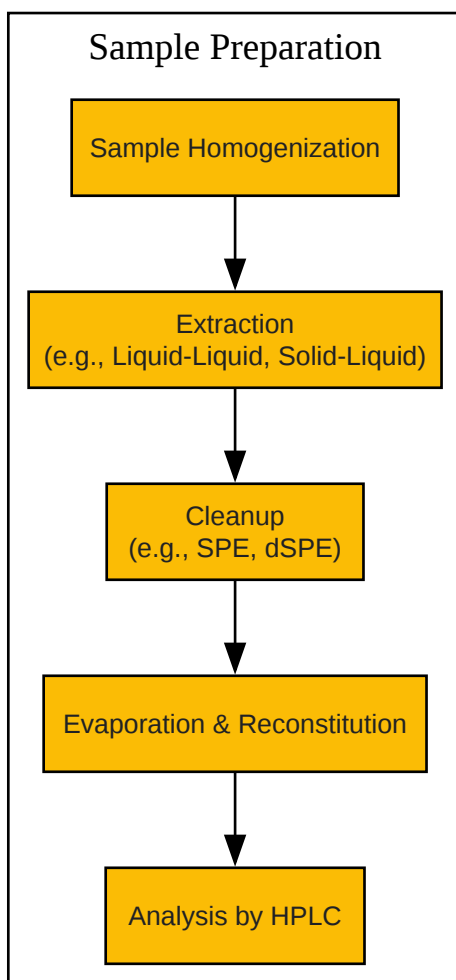 Sample Preparation
Sample Homogenization
Extraction
(e.g., Liquid-Liquid, Solid-Liquid)
Cleanup
(e.g., SPE, dSPE)
Evaporation & Reconstitution
Analysis by HPLC